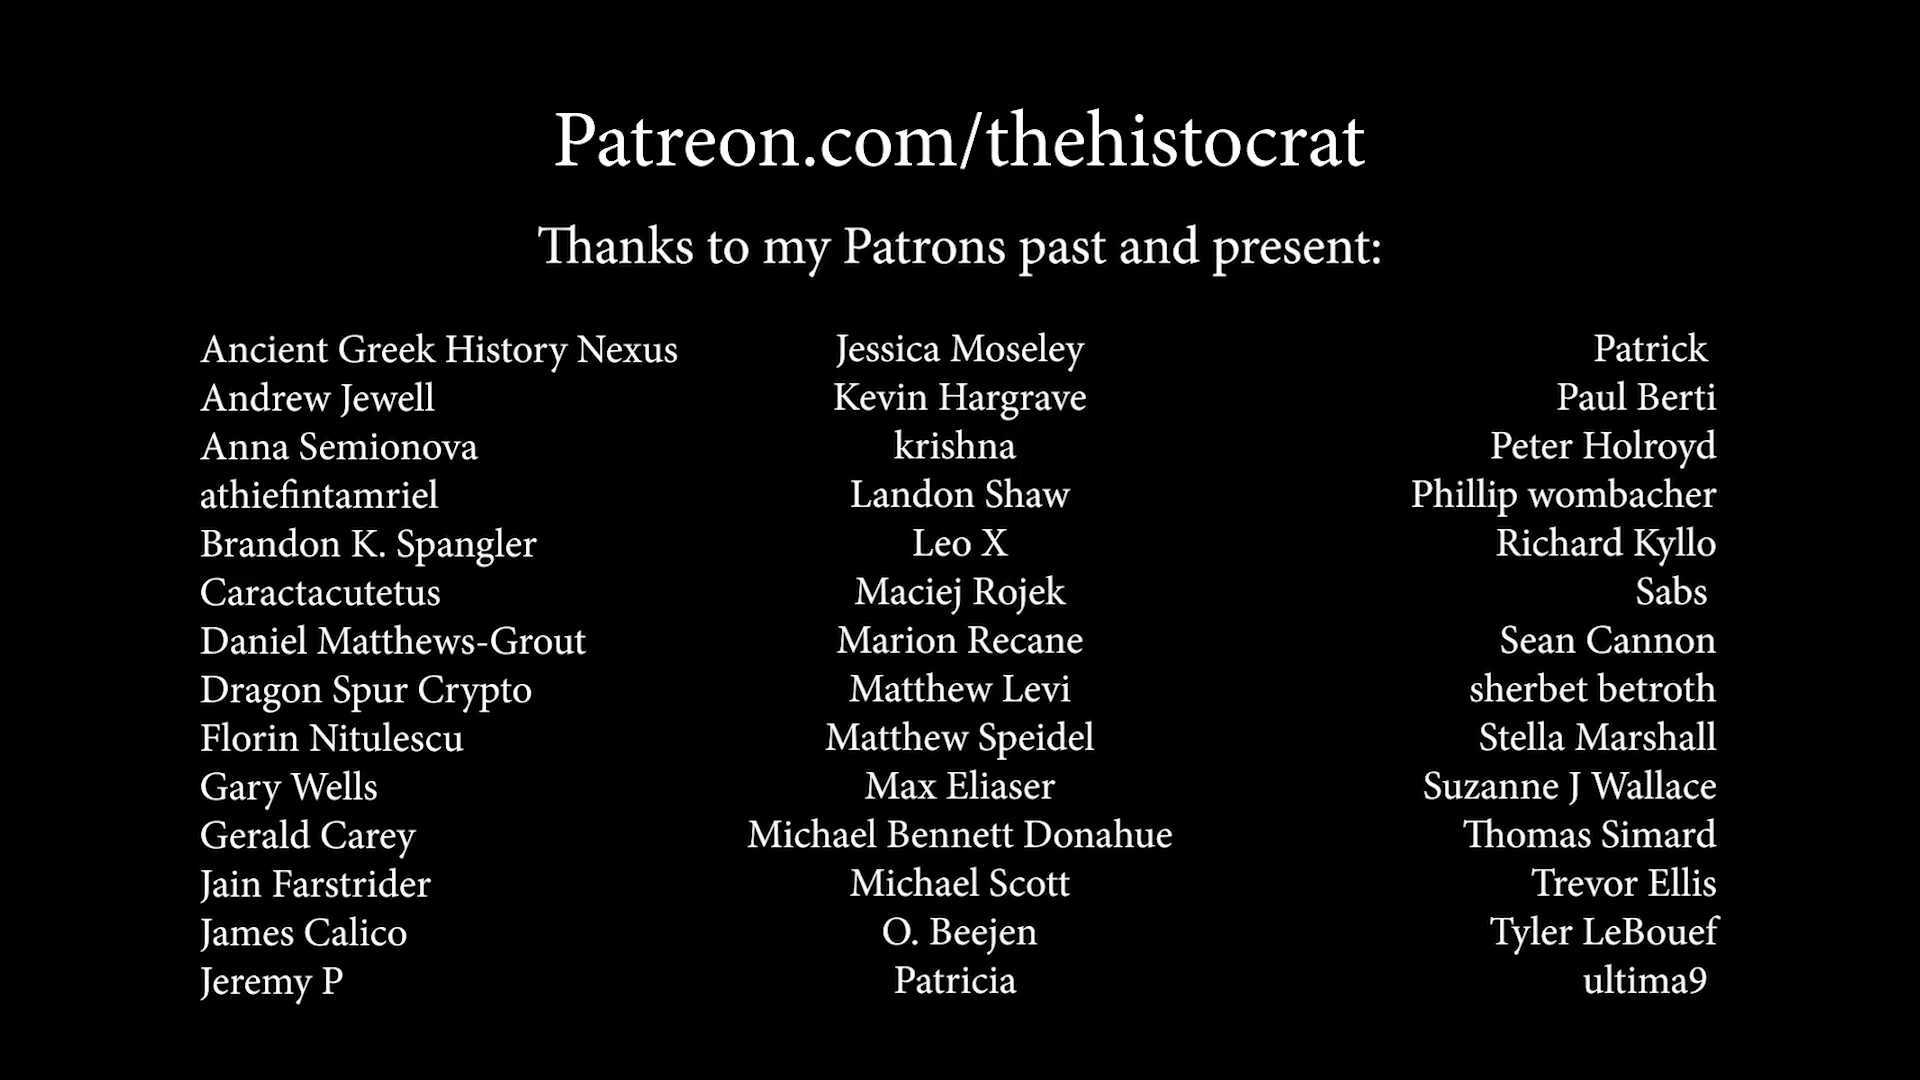 Patreon.com/thehistocrat
Thanks to my Patrons past and present:
Ancient Greek History Nexus
Andrew Jewell
Anna Semionova
athiefintamriel
Brandon K. Spangler
Caractacutetus
Daniel Matthews-Grout
Dragon Spur Crypto
Florin Nitulescu
Gary Wells
Gerald Carey
Jain Farstrider
James Calico
Jeremy P
Jessica Moseley
Kevin Hargrave
krishna
Landon Shaw
Leo X
Maciej Rojek
Marion Recane
Matthew Levi
Matthew Speidel
Max Eliaser
Michael Bennett Donahue
Michael Scott
O. Beejen
Patricia
Patrick
Paul Berti
Peter Holroyd
Phillip wombacher
Richard Kyllo
Sabs
Sean Cannon
sherbet betroth
Stella Marshall
Suzanne J Wallace
Thomas Simard
Trevor Ellis
Tyler LeBouef
ultima9